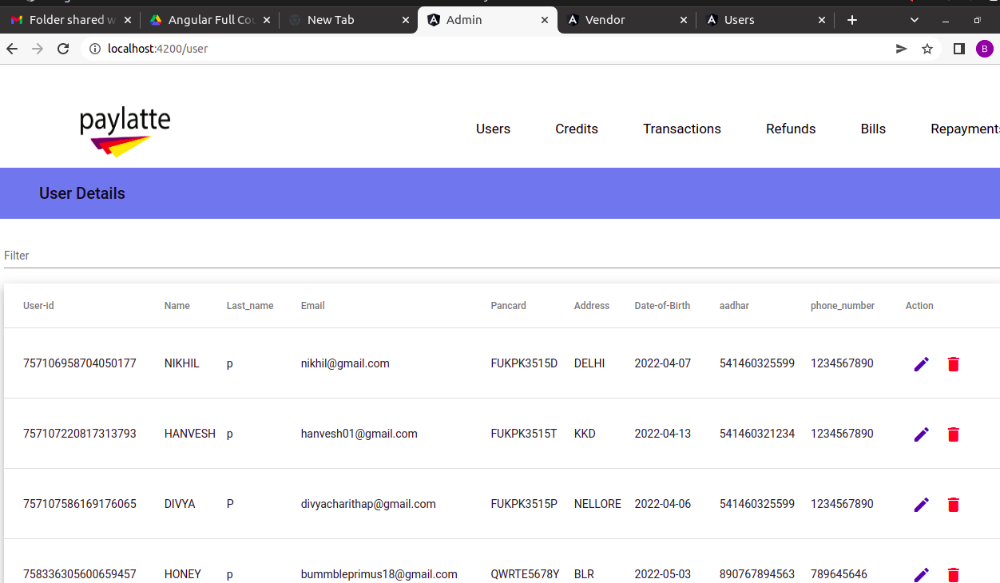 Folder shared w
Angular Full Cou
New Tab
Admin
Vendor
Users
localhost:4200/user
B
paylatte
Users Credits Transactions Refunds Bills Repayments
User Details
Filter
User-id Name Last_name Email Pancard Address Date-of-Birth aadhar phone_number Action
757106958704050177 NIKHIL p nikhil@gmail.com FUKPK3515D DELHI 2022-04-07 541460325599 1234567890
757107220817313793 HANVESH p hanvesh01@gmail.com FUKPK3515T KKD 2022-04-13 541460321234 1234567890
757107586169176065 DIVYA P divyacharithap@gmail.com FUKPK3515P NELLORE 2022-04-06 541460325599 1234567890
758336305600659457 HONEY p bummbleprimus18@gmail.com QWRTE5678Y BLR 2022-05-03 890767894563 789645646